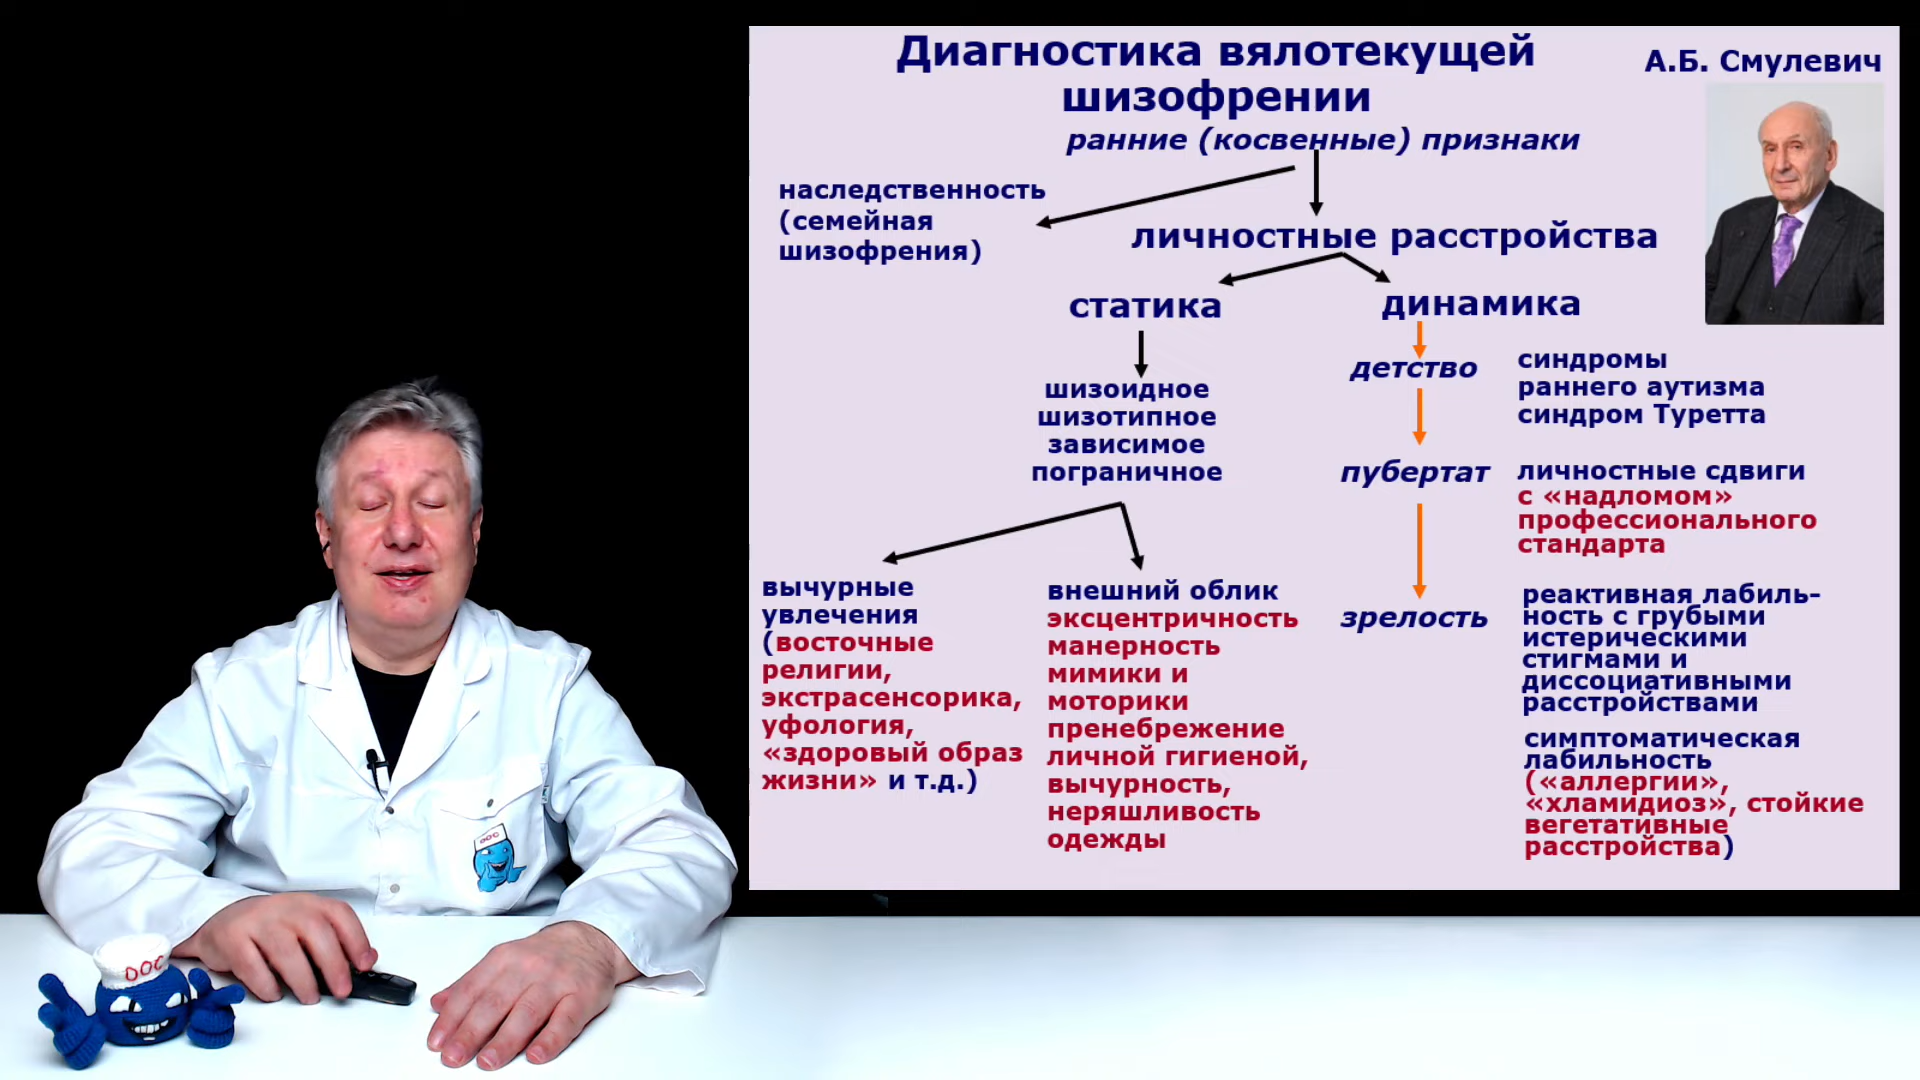 Диагностика вялотекущей
шизофрении
А.Б. Смулевич
ранние (косвенные) признаки
наследственность
(семейная
шизофрения)
личностные расстройства
статика
динамика
шизоидное
шизотипное
зависимое
пограничное
детство
синдромы
раннего аутизма
синдром Туретта
пубертат
личностные сдвиги
с «надломом»
профессионального
стандарта
вычурные
увлечения
(восточные
религии,
экстрасенсорика,
уфология,
«здоровый образ
жизни» и т.д.)
внешний облик
эксцентричность
манерность
мимики и
моторики
пренебрежение
личной гигиеной,
вычурность,
неряшливость
одежды
зрелость
реактивная лабиль-
ность с грубыми
истерическими
стигмами и
диссоциативными
расстройствами
симптоматическая
лабильность
(«аллергии»,
«хламидиоз», стойкие
вегетативные
расстройства)
DOC
DOC